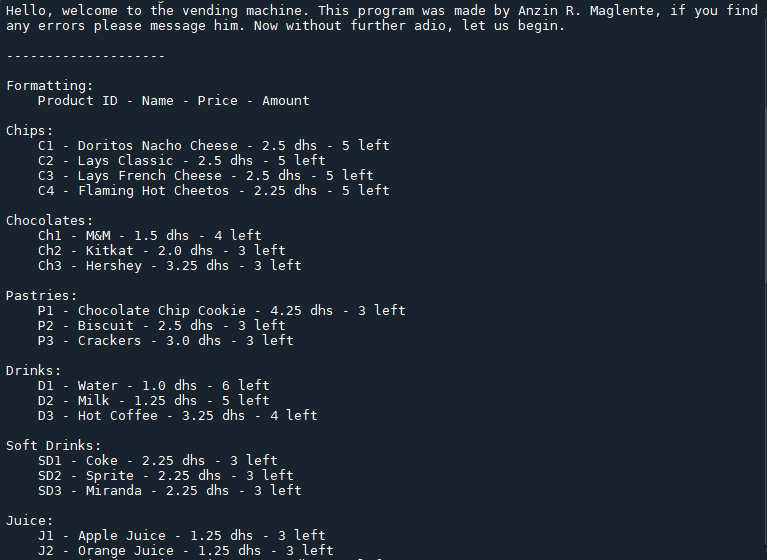 Hello, welcome to the vending machine. This program was made by Anzin R. Maglente, if you find
any errors please message him. Now without further adio, let us begin.
--------------------
Formatting:
Product ID - Name - Price - Amount
Chips:
C1 - Doritos Nacho Cheese - 2.5 dhs - 5 left
C2 - Lays Classic - 2.5 dhs - 5 left
C3 - Lays French Cheese - 2.5 dhs - 5 left
C4 - Flaming Hot Cheetos - 2.25 dhs - 5 left
Chocolates:
Ch1 - M&M - 1.5 dhs - 4 left
Ch2 - Kitkat - 2.0 dhs - 3 left
Ch3 - Hershey - 3.25 dhs - 3 left
Pastries:
P1 - Chocolate Chip Cookie - 4.25 dhs - 3 left
P2 - Biscuit - 2.5 dhs - 3 left
P3 - Crackers - 3.0 dhs - 3 left
Drinks:
D1 - Water - 1.0 dhs - 6 left
D2 - Milk - 1.25 dhs - 5 left
D3 - Hot Coffee - 3.25 dhs - 4 left
Soft Drinks:
SD1 - Coke - 2.25 dhs - 3 left
SD2 - Sprite - 2.25 dhs - 3 left
SD3 - Miranda - 2.25 dhs - 3 left
Juice:
J1 - Apple Juice - 1.25 dhs - 3 left
J2 - Orange Juice - 1.25 dhs - 3 left